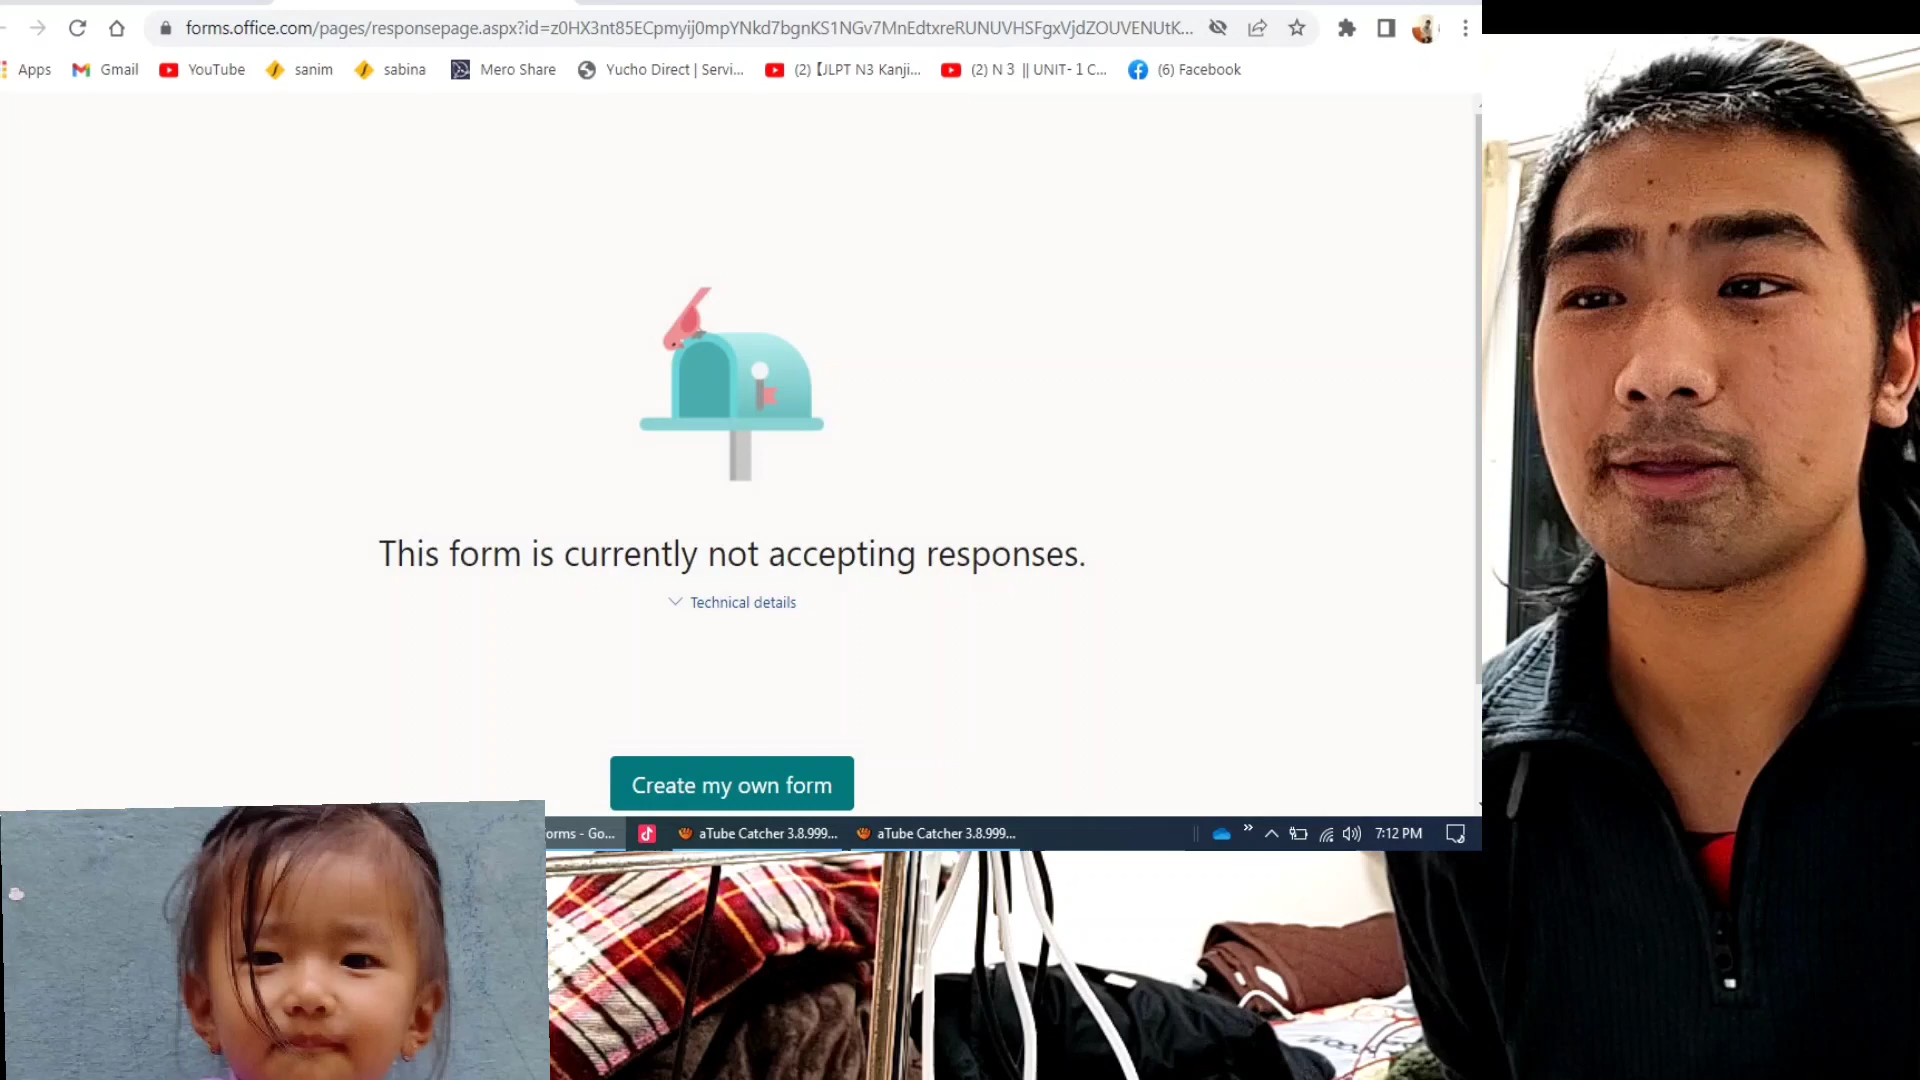 forms.office.com/pages/responsepage.aspx?id=z0HX3nt85ECpmyij0mpYNkd7bgnKS1NGv7MnEdtxreRUNUVHSFgxVjdZOUVENUtK...
Apps Gmail YouTube sanim sabina Mero Share Yucho Direct | Servi... (2)【JLPT N3 Kanji... (2) N 3 || UNIT- 1 C... (6) Facebook
This form is currently not accepting responses.
Technical details
Create my own form
orms - Go... aTube Catcher 3.8.999... aTube Catcher 3.8.999... 7:12 PM